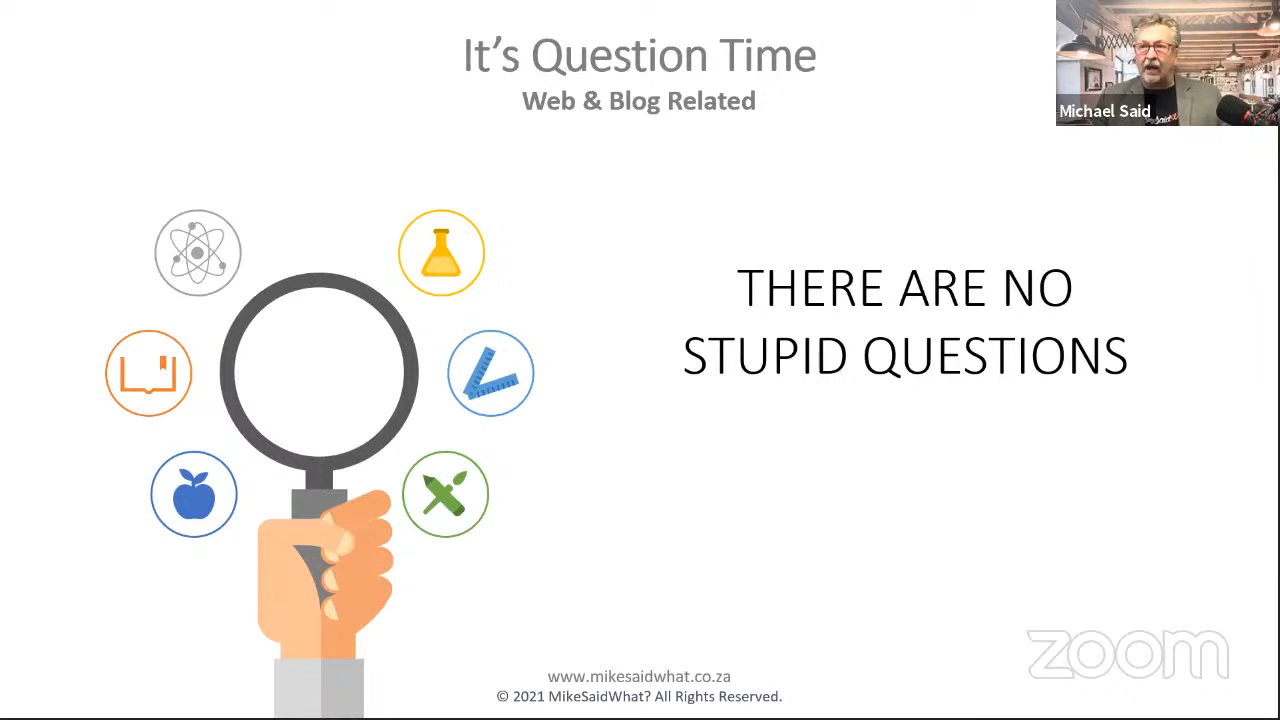 It's Question Time
Web & Blog Related
Michael Said
THERE ARE NO
STUPID QUESTIONS
zoom
www.mikesaidwhat.co.za
© 2021 MikeSaidWhat? All Rights Reserved.